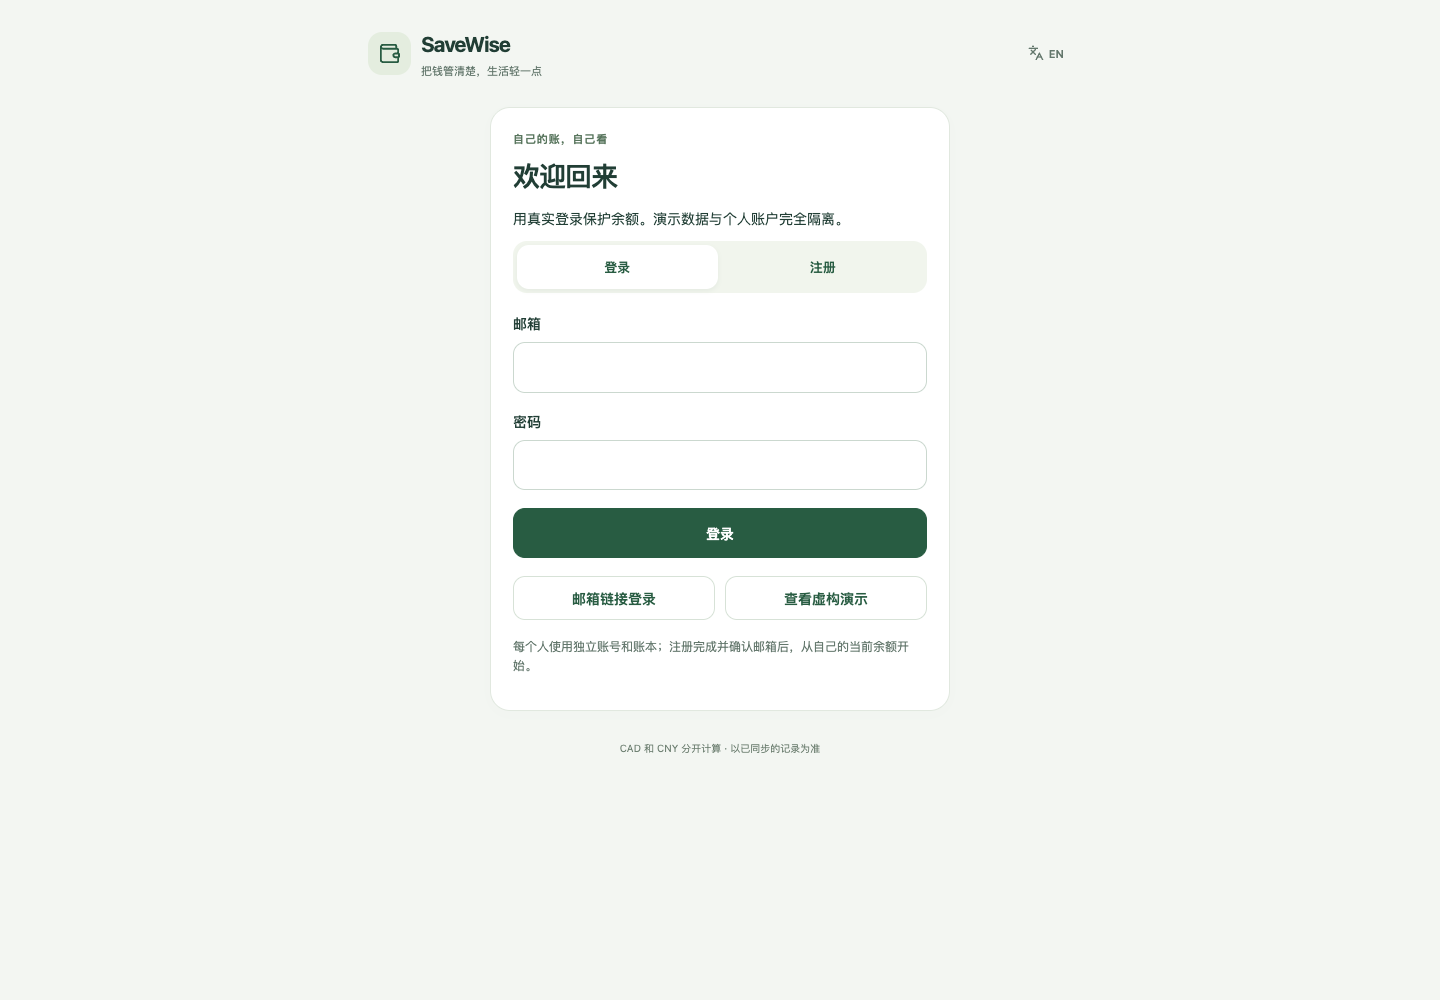 SaveWise
把钱管清楚，生活轻一点
文A EN
自己的账，自己看
欢迎回来
用真实登录保护余额。演示数据与个人账户完全隔离。
登录 注册
邮箱
密码
登录
邮箱链接登录 查看虚构演示
每个人使用独立账号和账本；注册完成并确认邮箱后，从自己的当前余额开
始。
CAD 和 CNY 分开计算 · 以已同步的记录为准